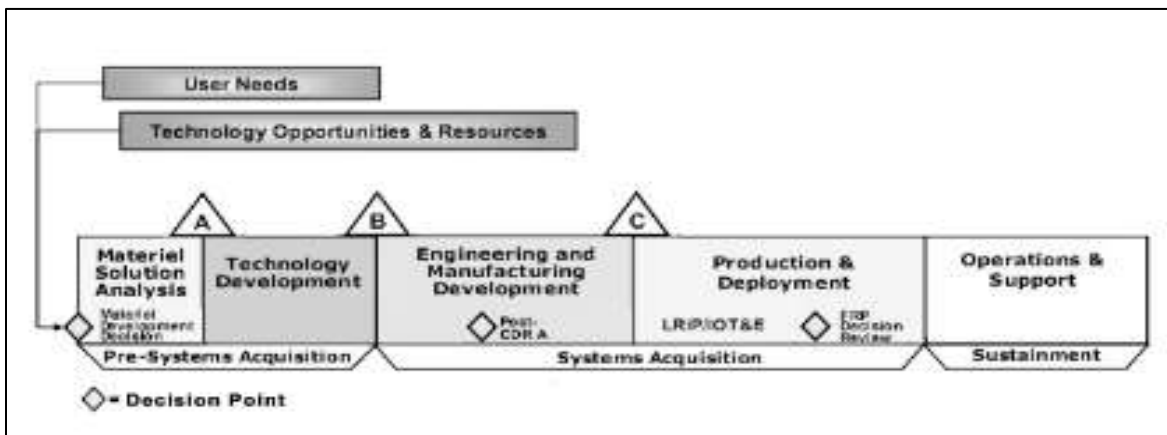 User Needs
Technology Opportunities & Resources
A
B
C
Materiel
Solution
Analysis
Technology
Development
Engineering and
Manufacturing
Development
Production &
Deployment
Operations &
Support
Materiel
Development
Decision
Post-
CDR A
LRIP/IOT&E
FRP
Decision
Review
Pre-Systems Acquisition
Systems Acquisition
Sustainment
= Decision Point